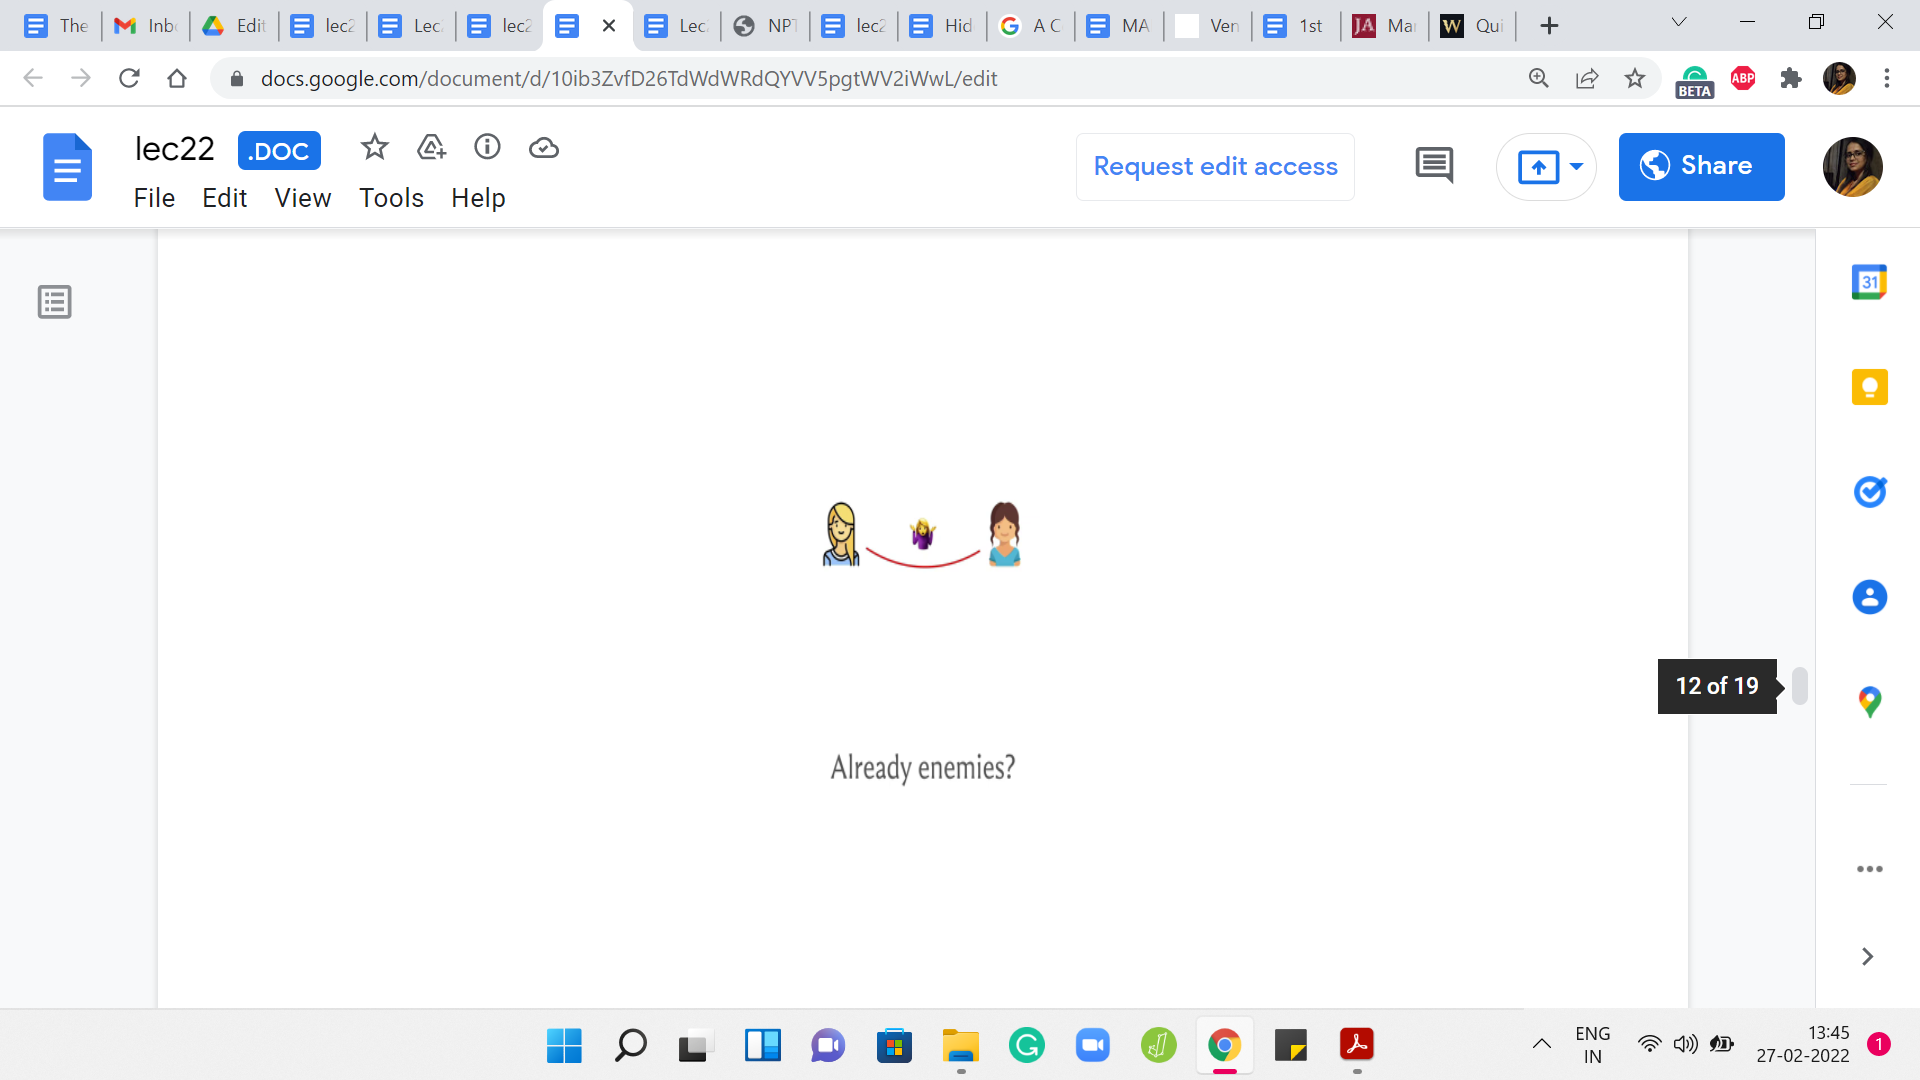 The
Inb
Edit
lec2
Lec
lec2
Lec
NPT
lec2
Hid
A C
MA
Ven
1st
JA
Mar
W
Qui
docs.google.com/document/d/10ib3ZvfD26TdWdWRdQYVV5pgtWV2iWwL/edit
BETA
ABP
lec22
.DOC
File
Edit
View
Tools
Help
Request edit access
Share
31
12 of 19
Already enemies?
ENG
IN
13:45
27-02-2022
1